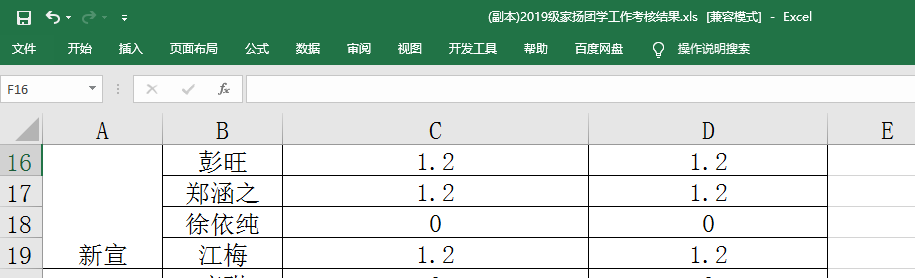 (副本)2019级家扬团学工作考核结果.xls [兼容模式] - Excel
文件 开始 插入 页面布局 公式 数据 审阅 视图 开发工具 帮助 百度网盘 操作说明搜索
F16 fx
A B C D E
16 彭旺 1.2 1.2
17 郑涵之 1.2 1.2
18 徐依纯 0 0
19 新宣 江梅 1.2 1.2